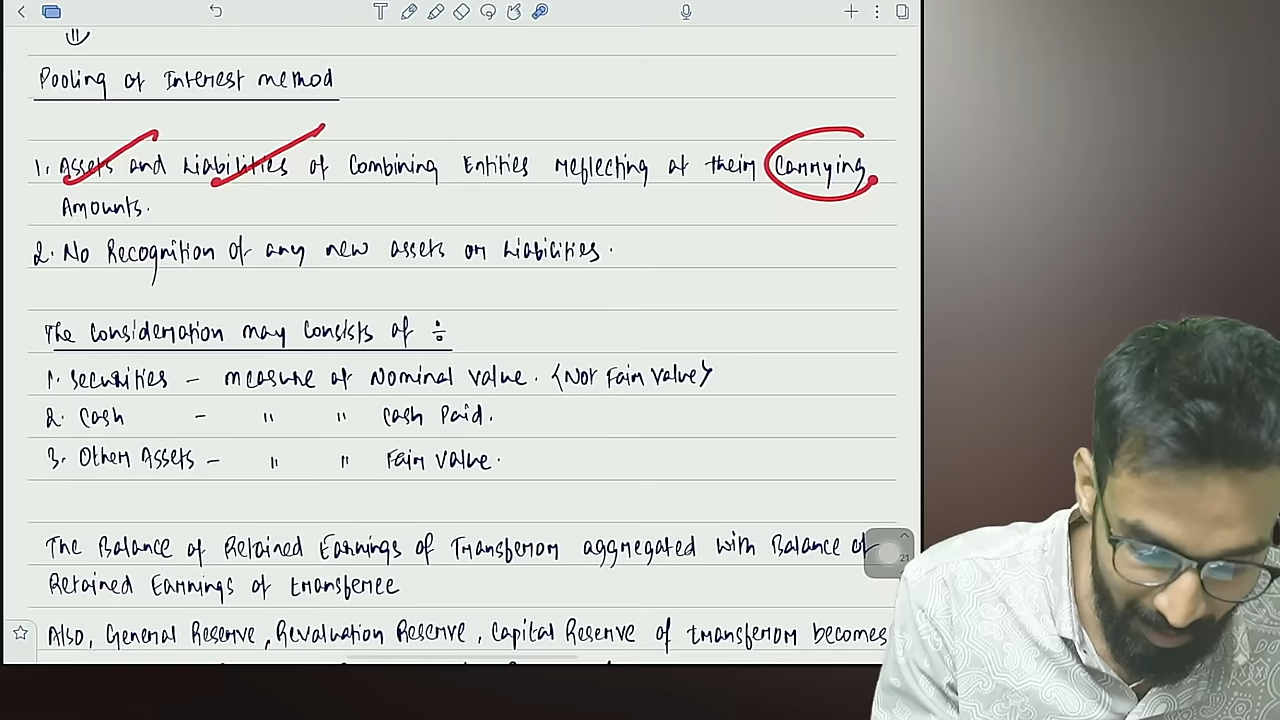 Pooling of Interest method
1. Assets and Liabilities of Combining Entities reflecting at their Carrying
Amounts.
2. No Recognition of any new assets or Liabilities.
The Consideration may Consists of ÷
1. Securities - measure at Nominal Value. <Not Fair Value>
2. Cash - " " Cash Paid.
3. Other Assets - " " Fair Value.
The Balance of Retained Earnings of Transferor aggregated with Balance of
21
Retained Earnings of transferee
Also, General Reserve, Revaluation Reserve, Capital Reserve of transferor becomes